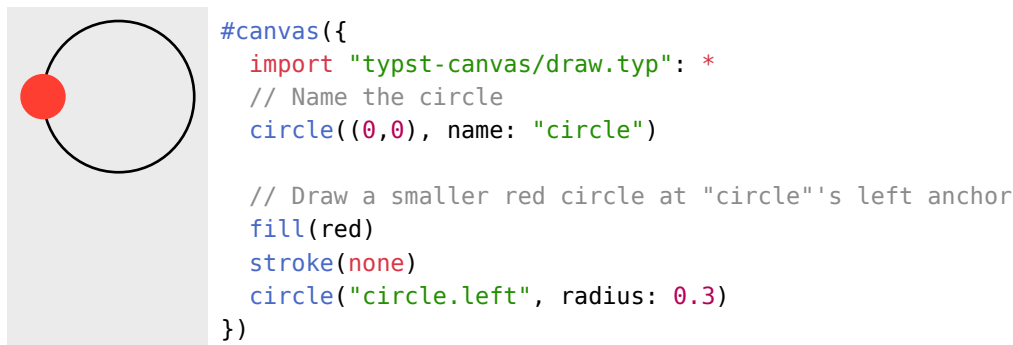 #canvas({
  import "typst-canvas/draw.typ": *
  // Name the circle
  circle((0,0), name: "circle")

  // Draw a smaller red circle at "circle"'s left anchor
  fill(red)
  stroke(none)
  circle("circle.left", radius: 0.3)
})